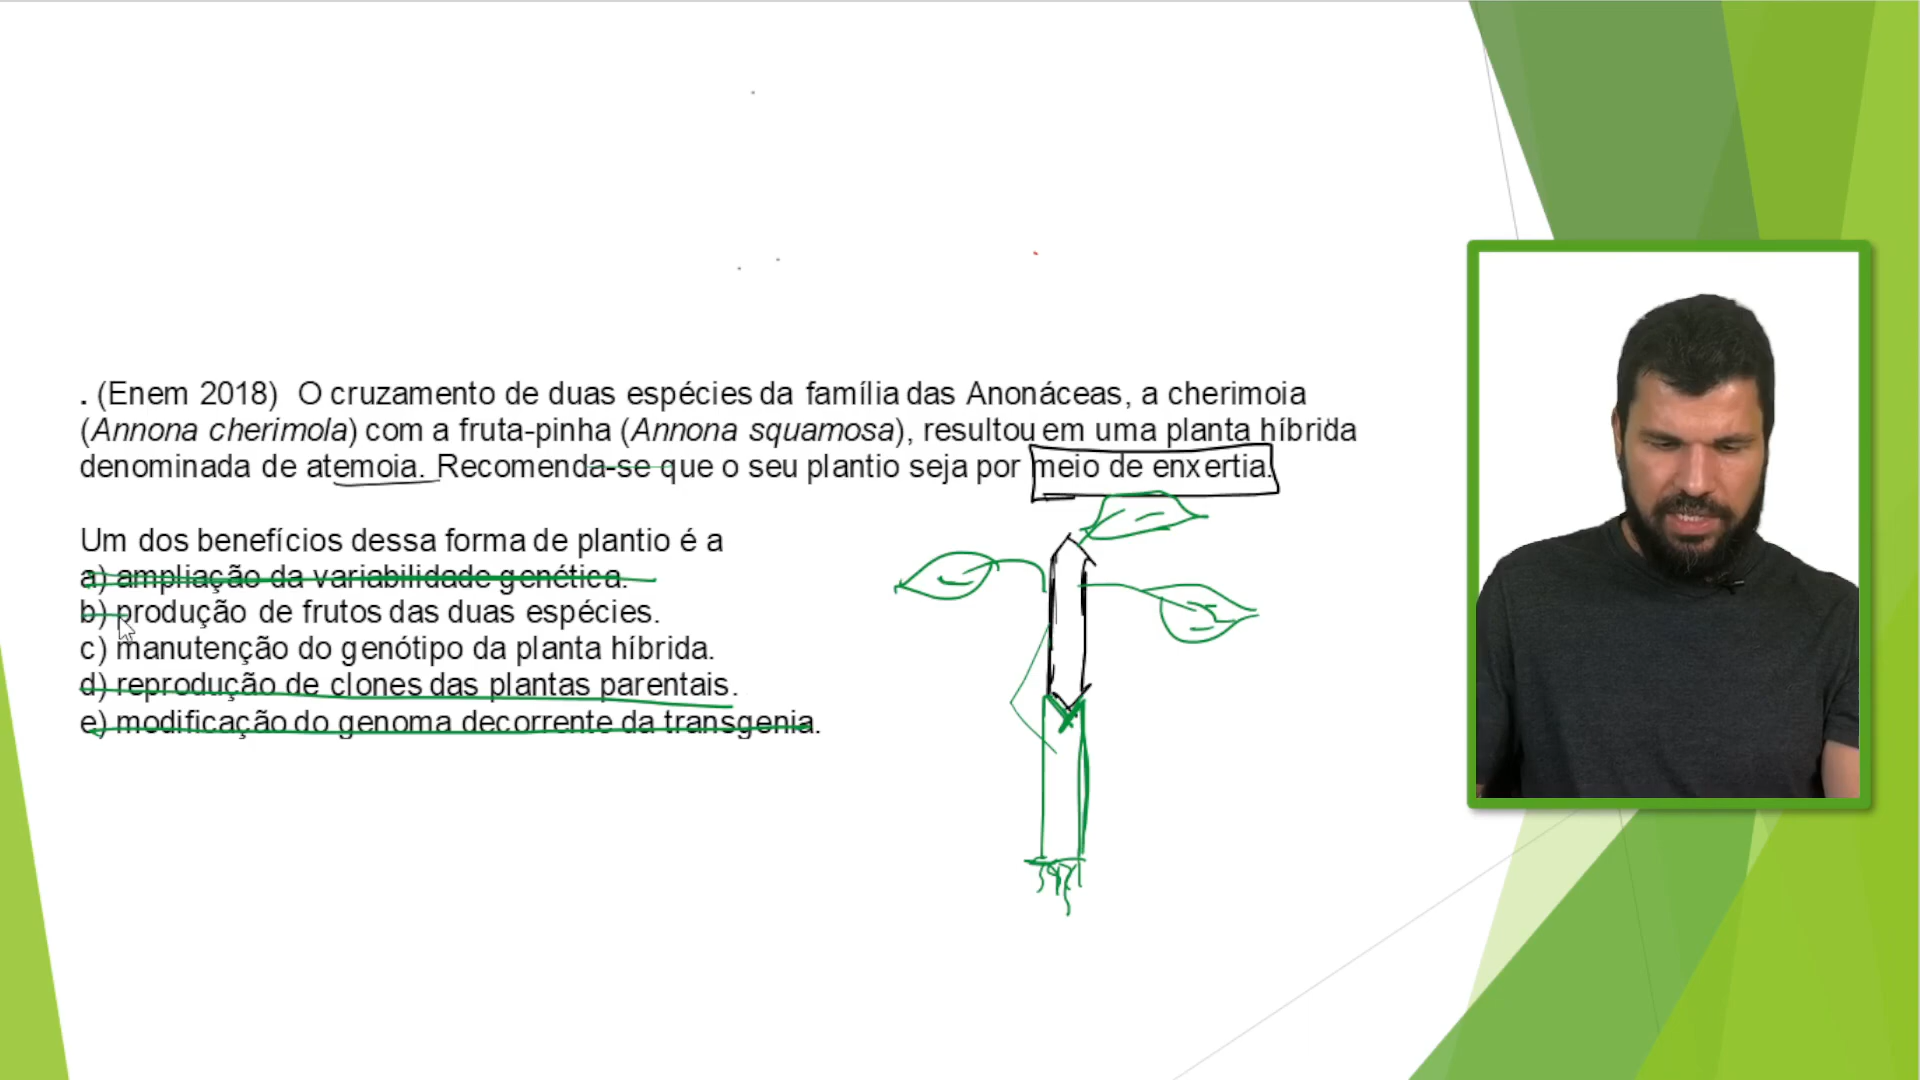 . (Enem 2018) O cruzamento de duas espécies da família das Anonáceas, a cherimoia
(Annona cherimola) com a fruta-pinha (Annona squamosa), resultou em uma planta híbrida
denominada de atemoia. Recomenda-se que o seu plantio seja por meio de enxertia.
Um dos benefícios dessa forma de plantio é a
a) ampliação da variabilidade genética.
b) produção de frutos das duas espécies.
c) manutenção do genótipo da planta híbrida.
d) reprodução de clones das plantas parentais.
e) modificação do genoma decorrente da transgenia.